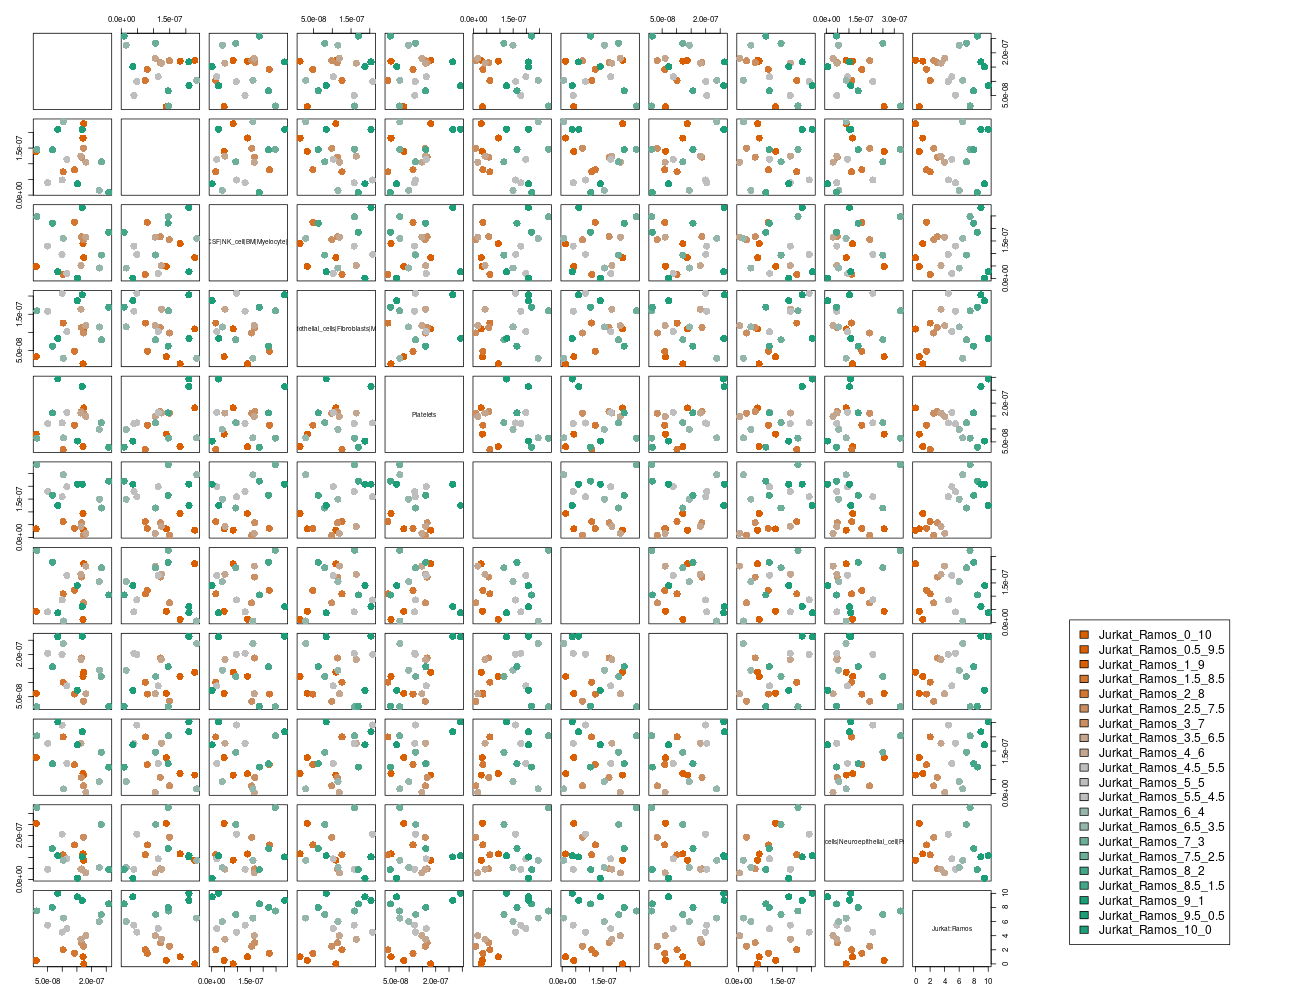 0.0e+00 1.5e-07 5.0e-08 1.5e-07 0.0e+00 1.5e-07 5.0e-08 2.0e-07 0.0e+00 1.5e-07 3.0e-07
5.0e-08 2.0e-07
0.0e+00 1.5e-07
CSF|NK_cell|BM|Myelocyte|
0.0e+00 1.5e-07
5.0e-08 1.5e-07
othelial_cells|Fibroblasts|M
Platelets
5.0e-08 2.0e-07
0.0e+00 1.5e-07
0.0e+00 1.5e-07
5.0e-08 2.0e-07
0.0e+00 1.5e-07
0.0e+00 2.0e-07
cells|Neuroepithelial_cell|P
Jurkat:Ramos
0 2 4 6 8 10
5.0e-08 2.0e-07 0.0e+00 1.5e-07 5.0e-08 2.0e-07 0.0e+00 1.5e-07 0.0e+00 1.5e-07 0 2 4 6 8 10
Jurkat_Ramos_0_10
Jurkat_Ramos_0.5_9.5
Jurkat_Ramos_1_9
Jurkat_Ramos_1.5_8.5
Jurkat_Ramos_2_8
Jurkat_Ramos_2.5_7.5
Jurkat_Ramos_3_7
Jurkat_Ramos_3.5_6.5
Jurkat_Ramos_4_6
Jurkat_Ramos_4.5_5.5
Jurkat_Ramos_5_5
Jurkat_Ramos_5.5_4.5
Jurkat_Ramos_6_4
Jurkat_Ramos_6.5_3.5
Jurkat_Ramos_7_3
Jurkat_Ramos_7.5_2.5
Jurkat_Ramos_8_2
Jurkat_Ramos_8.5_1.5
Jurkat_Ramos_9_1
Jurkat_Ramos_9.5_0.5
Jurkat_Ramos_10_0